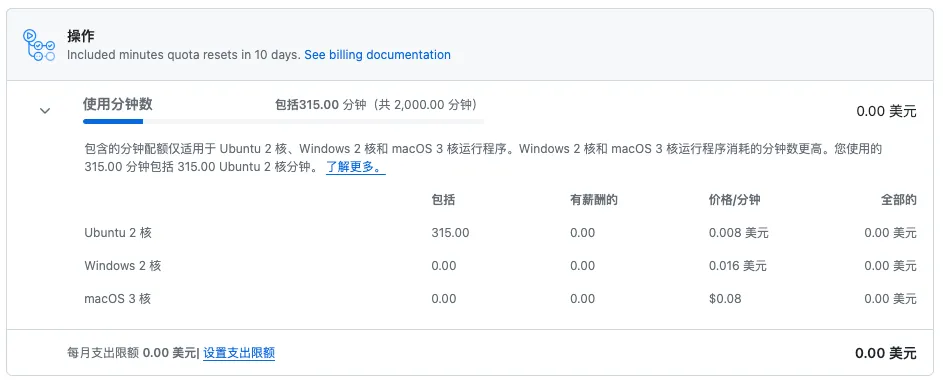 操作
Included minutes quota resets in 10 days. See billing documentation
使用分钟数 包括315.00 分钟（共 2,000.00 分钟） 0.00 美元
包含的分钟配额仅适用于 Ubuntu 2 核、Windows 2 核和 macOS 3 核运行程序。Windows 2 核和 macOS 3 核运行程序消耗的分钟数更高。您使用的
315.00 分钟包括 315.00 Ubuntu 2 核分钟。 了解更多。
包括 有薪酬的 价格/分钟 全部的
Ubuntu 2 核 315.00 0.00 0.008 美元 0.00 美元
Windows 2 核 0.00 0.00 0.016 美元 0.00 美元
macOS 3 核 0.00 0.00 $0.08 0.00 美元
每月支出限额 0.00 美元| 设置支出限额 0.00 美元